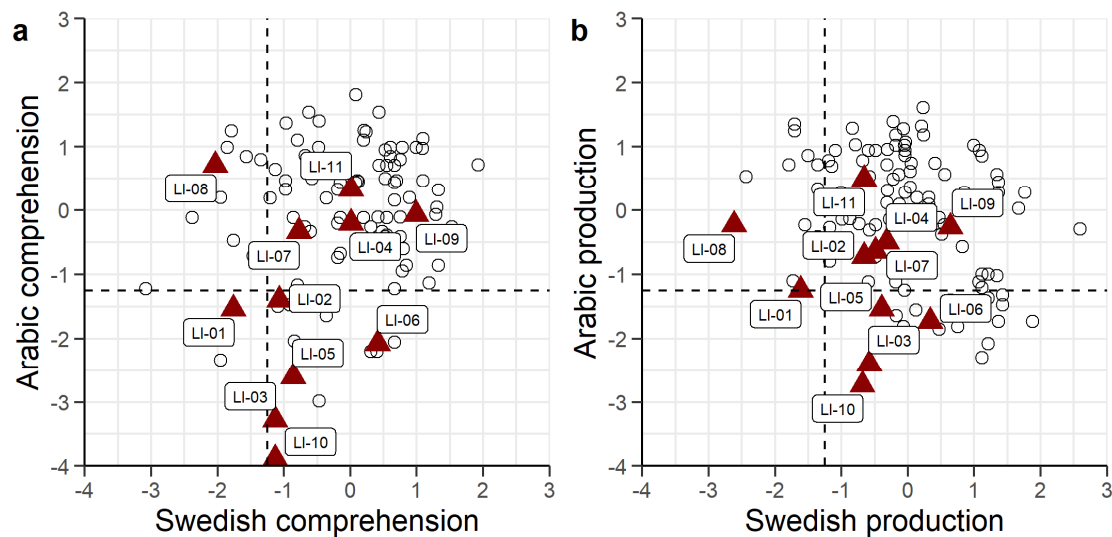 a
Arabic comprehension
3
2
1
0
-1
-2
-3
-4
LI-11
LI-08
LI-04
LI-09
LI-07
LI-02
LI-01
LI-06
LI-05
LI-03
LI-10
-4 -3 -2 -1 0 1 2 3
Swedish comprehension
b
Arabic production
3
2
1
0
-1
-2
-3
-4
LI-11
LI-09
LI-04
LI-08
LI-02
LI-07
LI-05
LI-01
LI-06
LI-03
LI-10
-4 -3 -2 -1 0 1 2 3
Swedish production